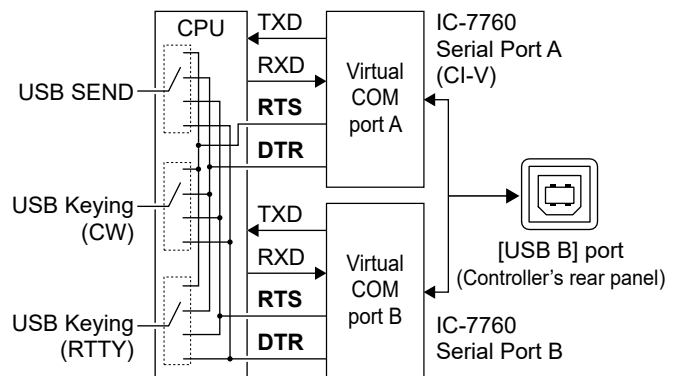 CPU
USB SEND
USB Keying
(CW)
USB Keying
(RTTY)
TXD
RXD
RTS
DTR
Virtual
COM
port A
IC-7760
Serial Port A
(CI-V)
TXD
RXD
RTS
DTR
Virtual
COM
port B
IC-7760
Serial Port B
[USB B] port
(Controller’s rear panel)